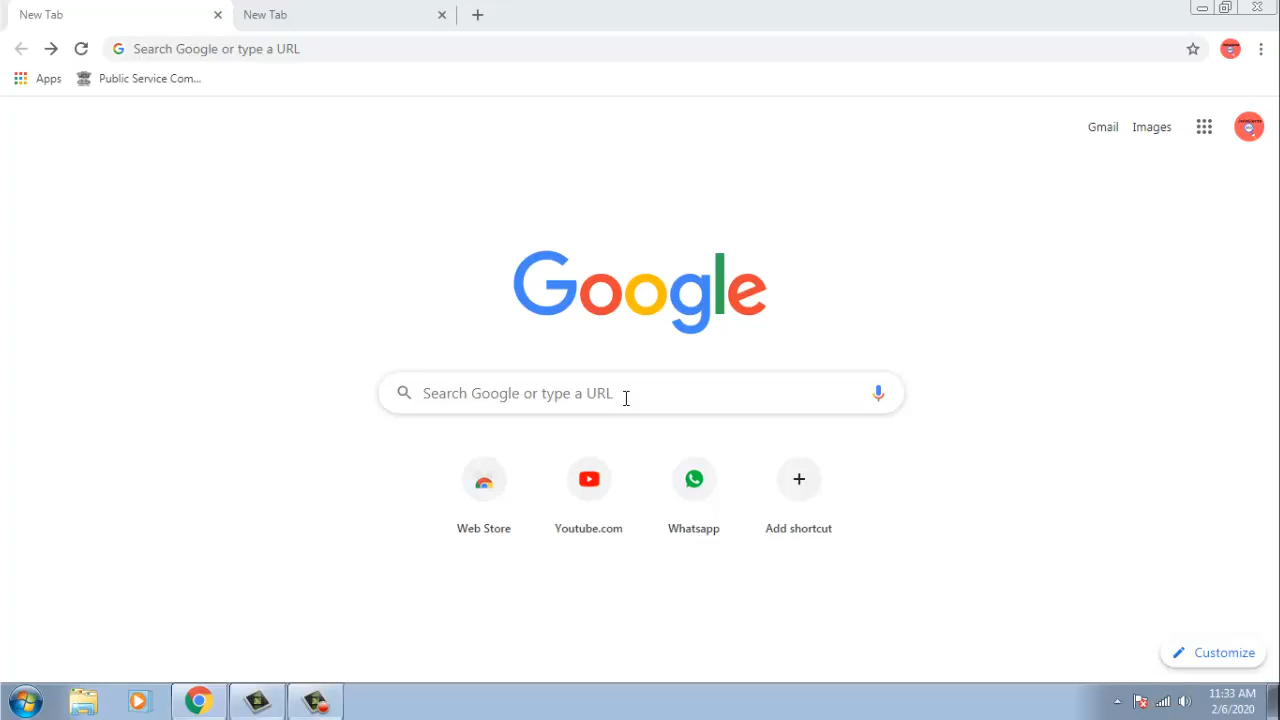 New Tab
New Tab
Search Google or type a URL
Apps
Public Service Com...
Gmail
Images
Google
Search Google or type a URL
Web Store
Youtube.com
Whatsapp
Add shortcut
Customize
11:33 AM
2/6/2020